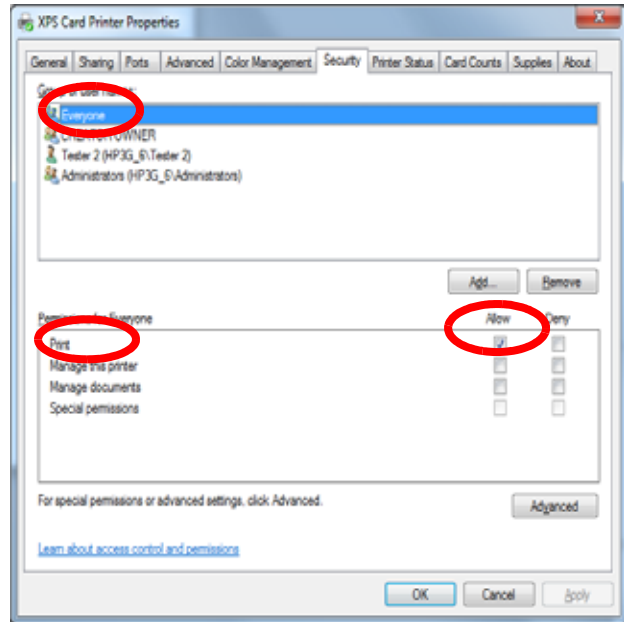 XPS Card Printer Properties
General Sharing Ports Advanced Color Management Security Printer Status Card Counts Supplies About
Everyone
OWNER
Tester 2 (HP3G_6\Tester 2)
Administrators (HP3G_6\Administrators)
Add... Remove
Everyone Allow Deny
Print
Manage this printer
Manage documents
Special permissions
For special permissions or advanced settings, click Advanced.
Advanced
Learn about access control and permissions
OK Cancel Apply